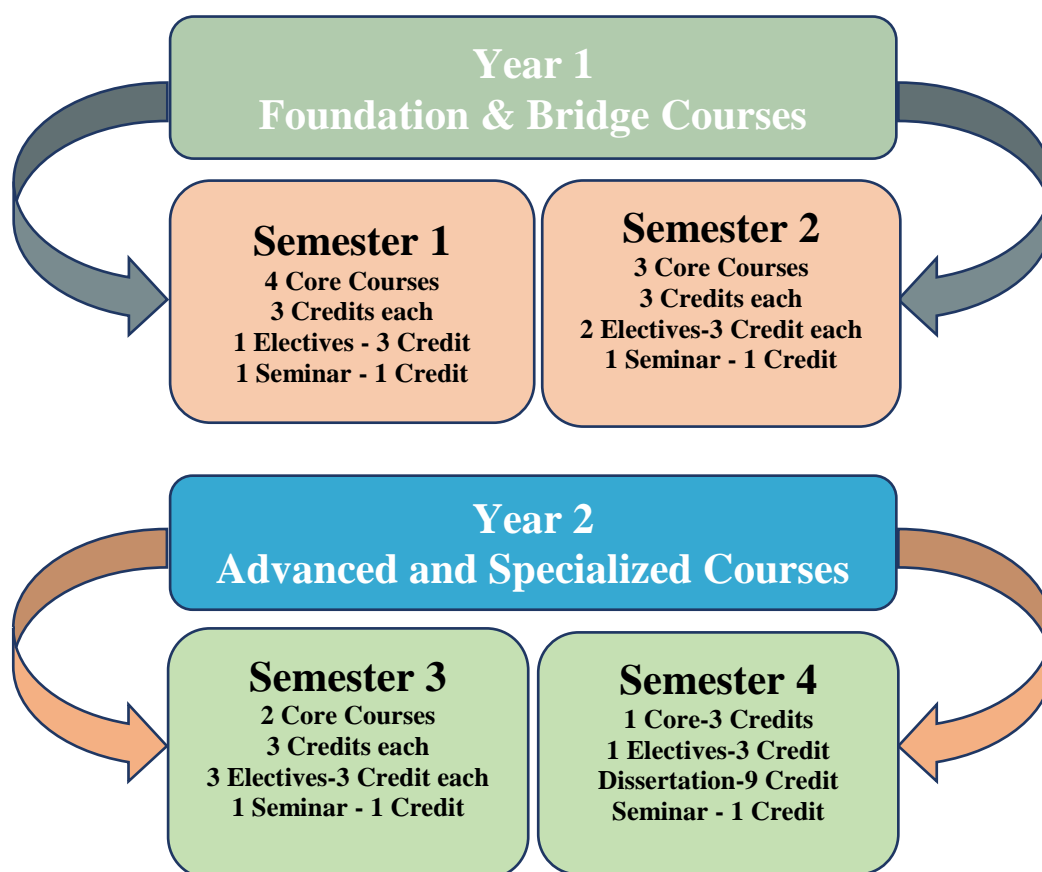 Year 1
Foundation & Bridge Courses
Semester 1
4 Core Courses
3 Credits each
1 Electives - 3 Credit
1 Seminar - 1 Credit
Semester 2
3 Core Courses
3 Credits each
2 Electives-3 Credit each
1 Seminar - 1 Credit
Year 2
Advanced and Specialized Courses
Semester 3
2 Core Courses
3 Credits each
3 Electives-3 Credit each
1 Seminar - 1 Credit
Semester 4
1 Core-3 Credits
1 Electives-3 Credit
Dissertation-9 Credit
Seminar - 1 Credit